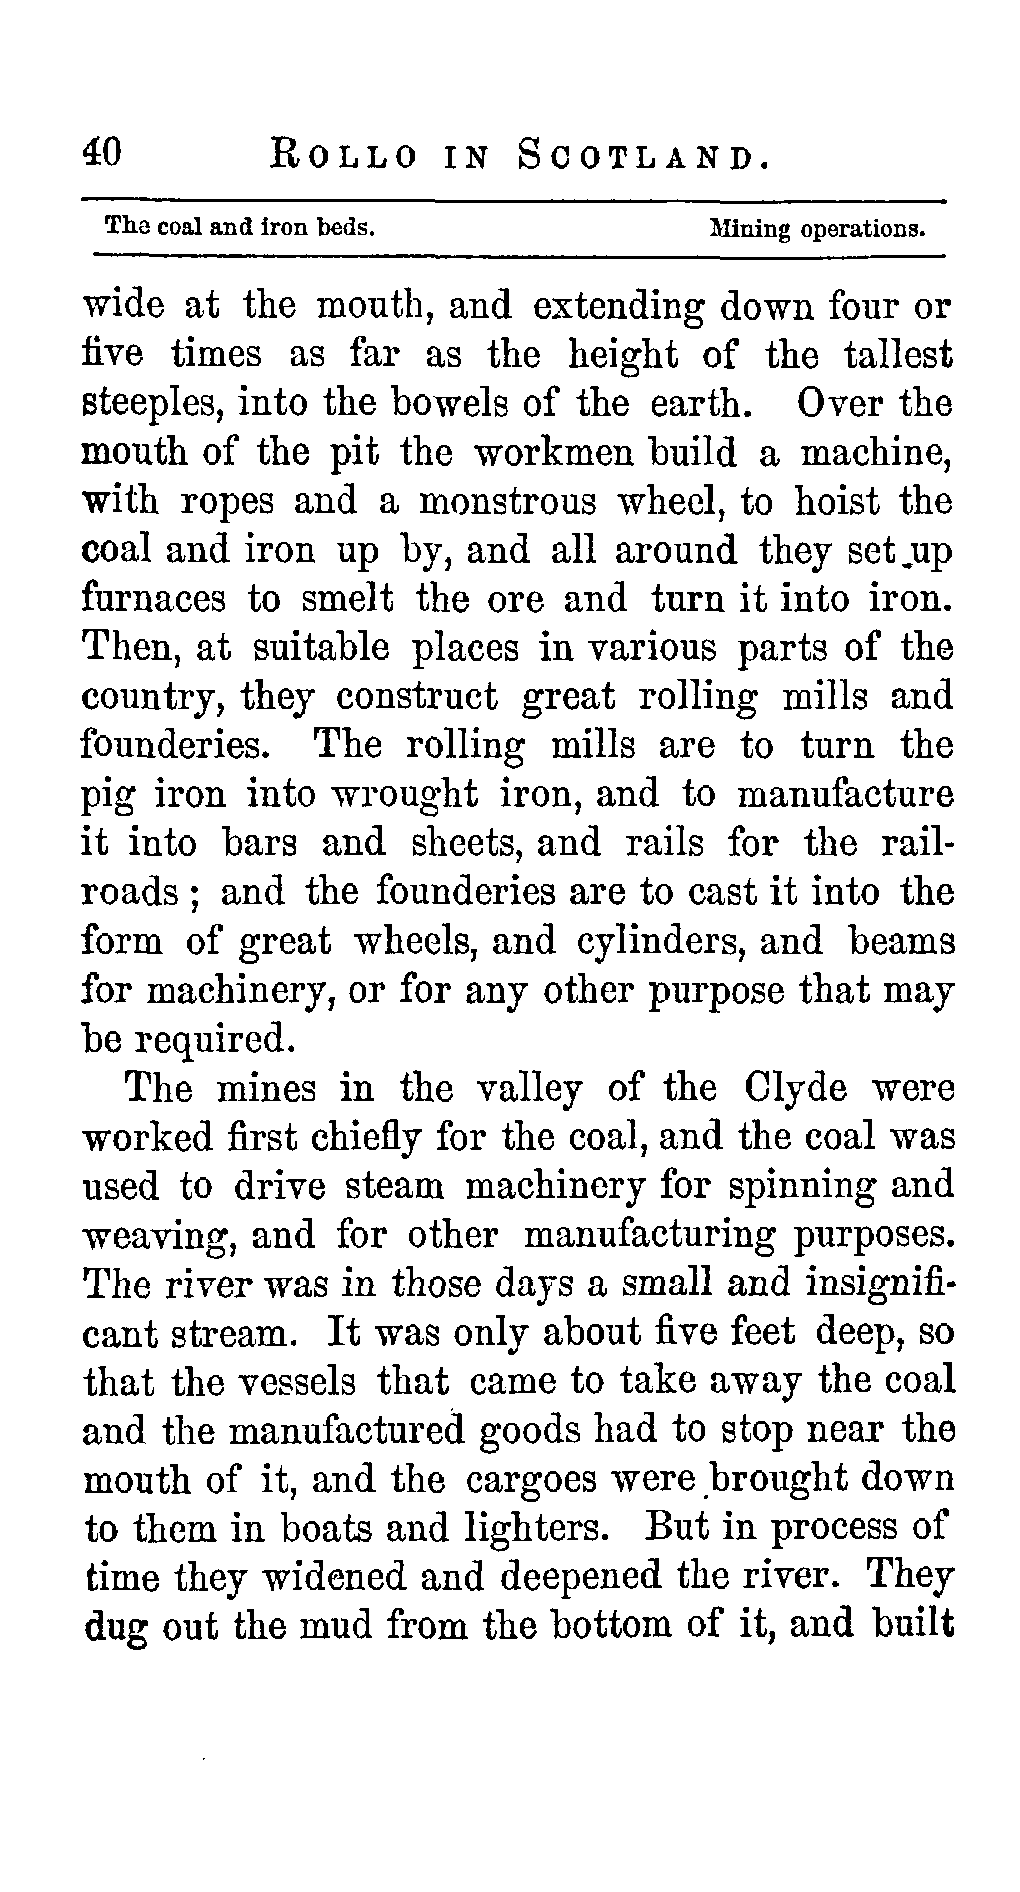 40 ROLLO IN SCOTLAND.
The coal and iron beds. Mining operations.
wide at the mouth, and extending down four or
five times as far as the height of the tallest
steeples, into the bowels of the earth. Over the
mouth of the pit the workmen build a machine,
with ropes and a monstrous wheel, to hoist the
coal and iron up by, and all around they set up
furnaces to smelt the ore and turn it into iron.
Then, at suitable places in various parts of the
country, they construct great rolling mills and
founderies. The rolling mills are to turn the
pig iron into wrought iron, and to manufacture
it into bars and sheets, and rails for the rail-
roads; and the founderies are to cast it into the
form of great wheels, and cylinders, and beams
for machinery, or for any other purpose that may
be required.
The mines in the valley of the Clyde were
worked first chiefly for the coal, and the coal was
used to drive steam machinery for spinning and
weaving, and for other manufacturing purposes.
The river was in those days a small and insignifi-
cant stream. It was only about five feet deep, so
that the vessels that came to take away the coal
and the manufactured goods had to stop near the
mouth of it, and the cargoes were brought down
to them in boats and lighters. But in process of
time they widened and deepened the river. They
dug out the mud from the bottom of it, and built